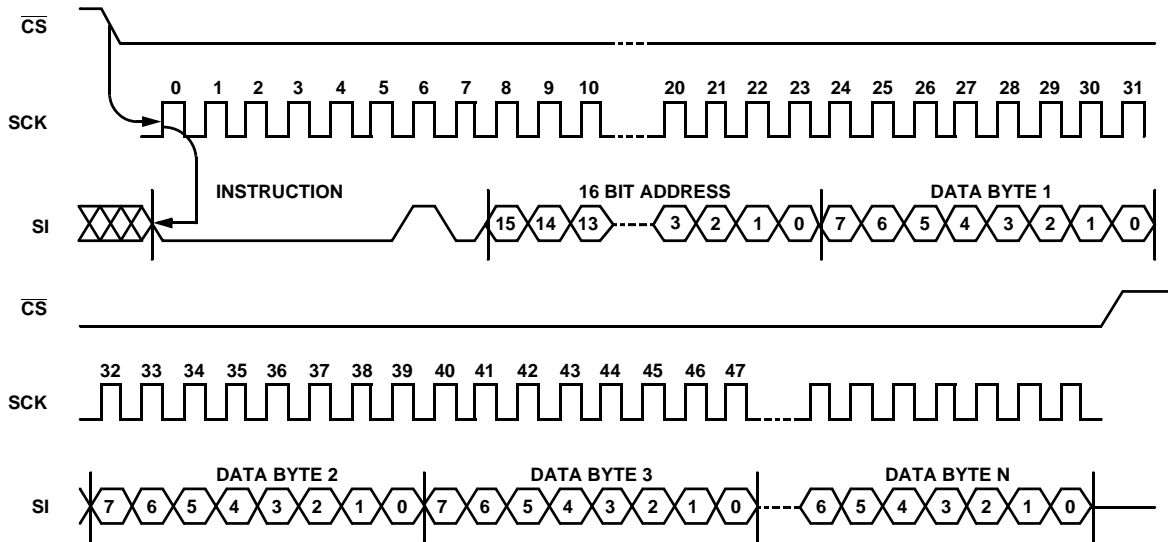 CS
0 1 2 3 4 5 6 7 8 9 10 20 21 22 23 24 25 26 27 28 29 30 31
SCK
INSTRUCTION 16 BIT ADDRESS DATA BYTE 1
SI 15 14 13 3 2 1 0 7 6 5 4 3 2 1 0
CS
32 33 34 35 36 37 38 39 40 41 42 43 44 45 46 47
SCK
DATA BYTE 2 DATA BYTE 3 DATA BYTE N
SI 7 6 5 4 3 2 1 0 7 6 5 4 3 2 1 0 6 5 4 3 2 1 0